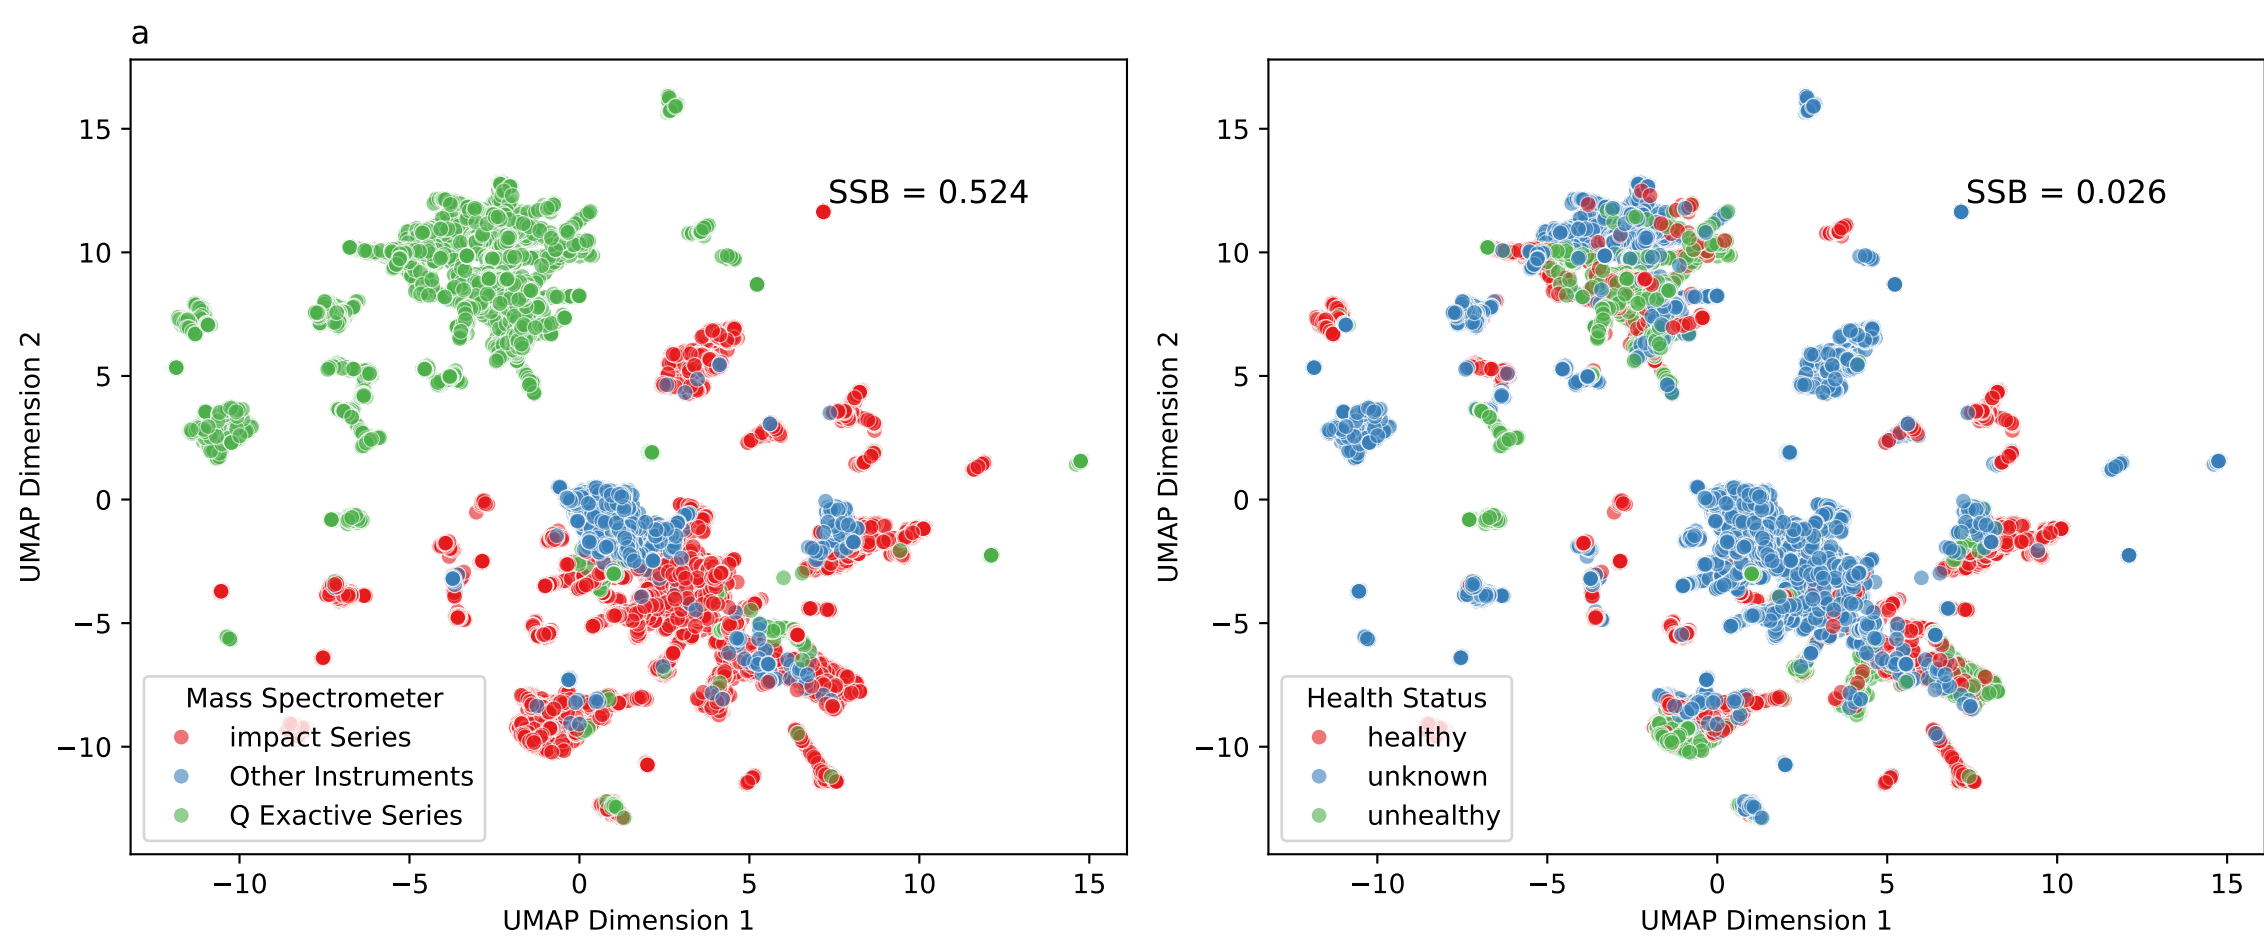 a
15
10
5
0
−5
−10
UMAP Dimension 2
SSB = 0.524
Mass Spectrometer
impact Series
Other Instruments
Q Exactive Series
−10
−5
0
5
10
15
UMAP Dimension 1
15
10
5
0
−5
−10
UMAP Dimension 2
SSB = 0.026
Health Status
healthy
unknown
unhealthy
−10
−5
0
5
10
15
UMAP Dimension 1